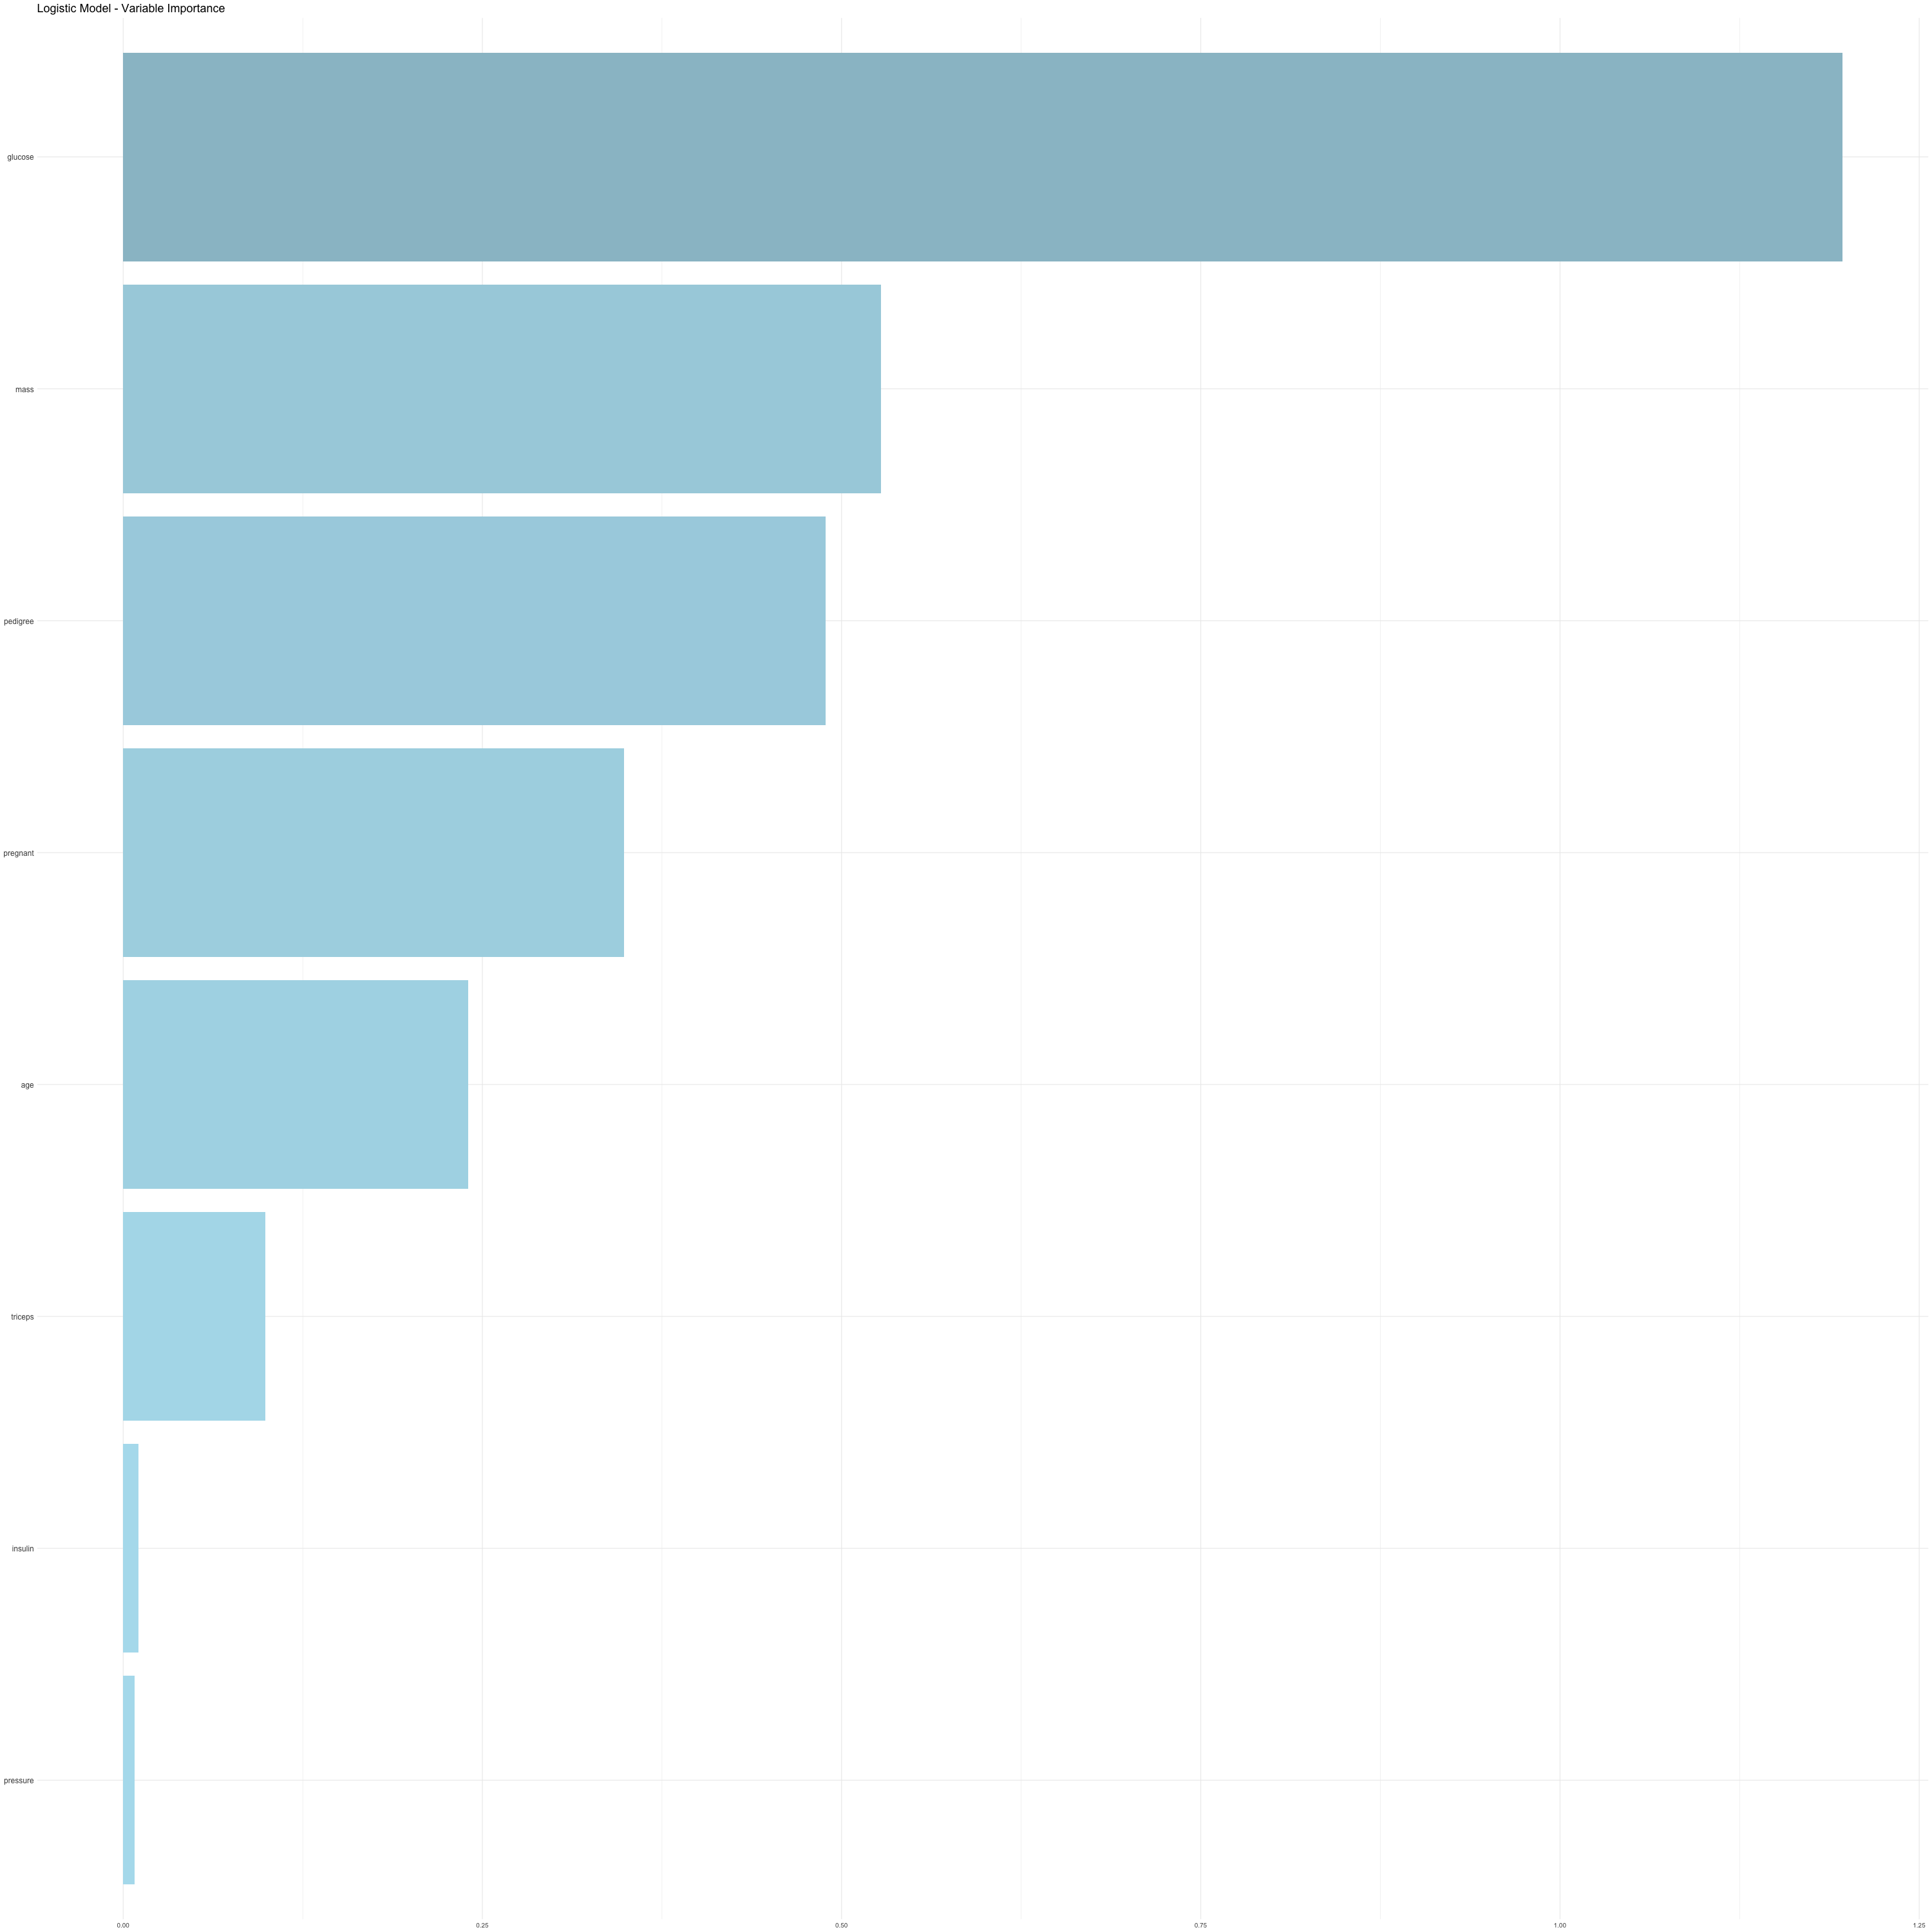 Logistic Model - Variable Importance
glucose
mass
pedigree
pregnant
age
triceps
insulin
pressure
0.00 0.25 0.50 0.75 1.00 1.25